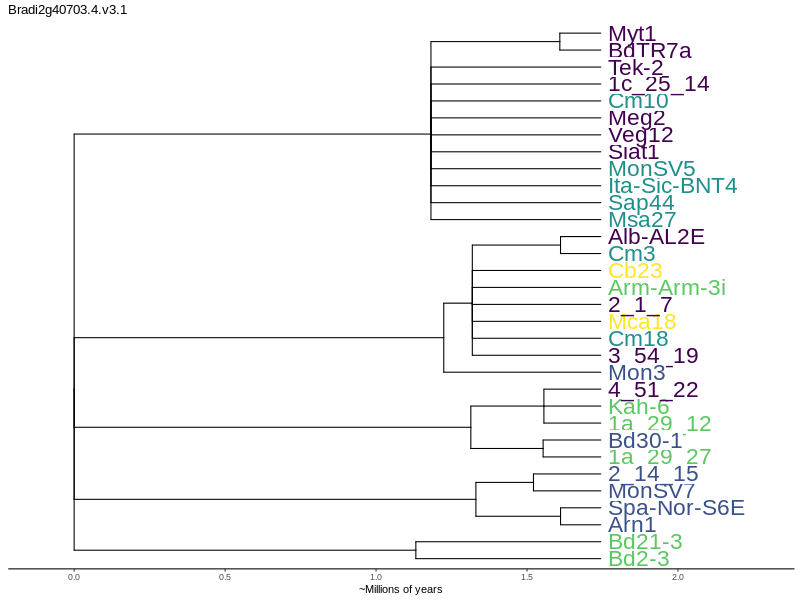 Bradi2g40703.4.v3.1
Myt1
BdTR7a
Tek-2
1c_25_14
Cm10
Meg2
Veg12
Siat1
MonSV5
Ita-Sic-BNT4
Sap44
Msa27
Alb-AL2E
Cm3
Cb23
Arm-Arm-3i
2_1_7
Mca18
Cm18
3_54_19
Mon3
4_51_22
Kah-6
1a_29_12
Bd30-1
1a_29_27
2_14_15
MonSV7
Spa-Nor-S6E
Arn1
Bd21-3
Bd2-3
0.0 0.5 1.0 1.5 2.0
~Millions of years